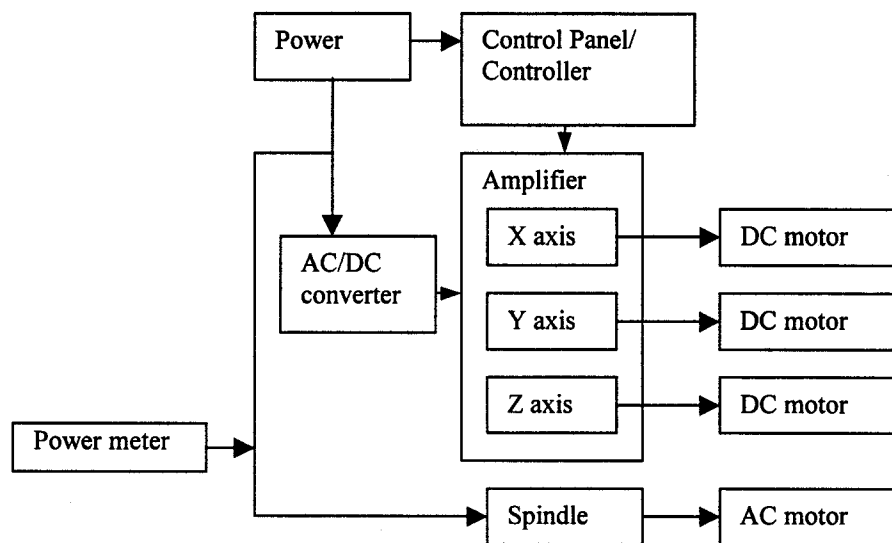 Power
Control Panel/
Controller
Amplifier
X axis
DC motor
AC/DC
converter
Y axis
DC motor
Z axis
DC motor
Power meter
Spindle
AC motor